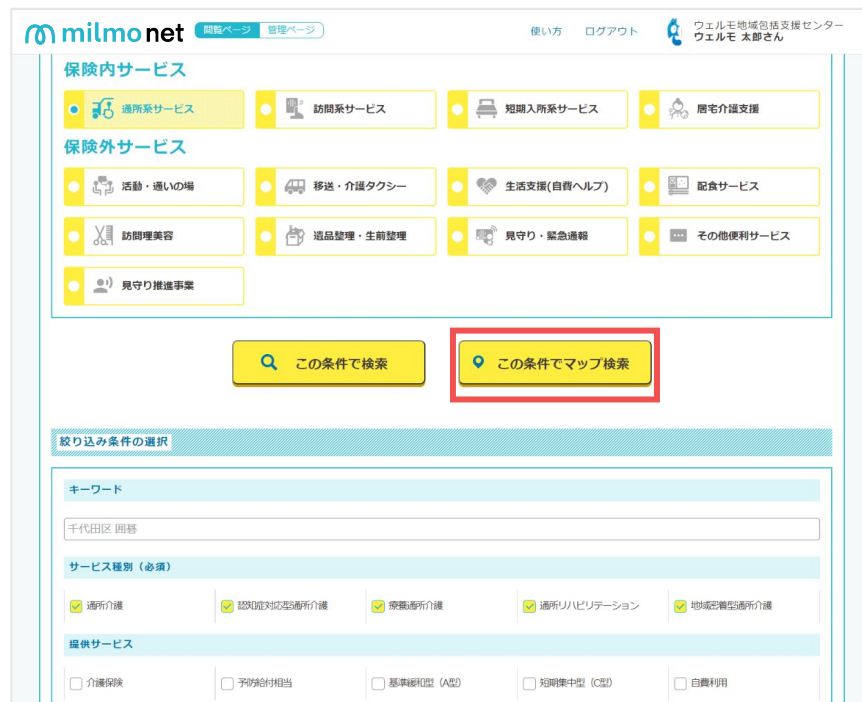 milmo net 閲覧ページ 管理ページ 使い方 ログアウト ウェルモ地域包括支援センター
ウェルモ 太郎さん
保険内サービス
通所系サービス 訪問系サービス 短期入所系サービス 居宅介護支援
保険外サービス
活動・通いの場 移送・介護タクシー 生活支援(自費ヘルプ) 配食サービス
訪問理美容 遺品整理・生前整理 見守り・緊急通報 その他便利サービス
見守り推進事業
この条件で検索 この条件でマップ検索
絞り込み条件の選択
キーワード
千代田区 囲碁
サービス種別（必須）
通所介護 認知症対応型通所介護 療養通所介護 通所リハビリテーション 地域密着型通所介護
提供サービス
介護保険 予防給付相当 基準緩和型（A型） 短期集中型（C型） 自費利用